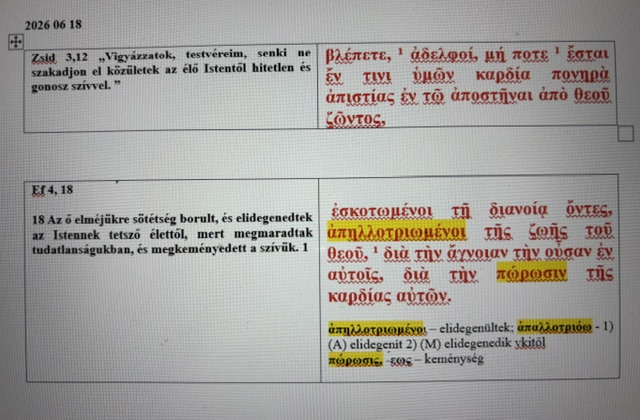 2026 06 18
Zsid 3,12 „Vigyázzatok, testvéreim, senki ne
szakadjon el közületek az élő Istentől hitetlen és
gonosz szívvel. ”
βλέπετε, ¹ ἀδελφοί, μή ποτε ¹ ἔσται
ἔν τινι ὑμῶν καρδία πονηρὰ
ἀπιστίας ἐν τῷ ἀποστῆναι ἀπὸ θεοῦ
ζῶντος,
Ef 4, 18
18 Az ő elméjükre sötétség borult, és elidegenedtek
az Istennek tetsző élettől, mert megmaradtak
tudatlanságukban, és megkeményedett a szívük. 1
ἐσκοτωμένοι τῇ διανοίᾳ ὄντες,
ἀπηλλοτριωμένοι τῆς ζωῆς τοῦ
θεοῦ, ¹ διὰ τὴν ἄγνοιαν τὴν οὖσαν ἐν
αὐτοῖς, διὰ τὴν πώρωσιν τῆς
καρδίας αὐτῶν,
ἀπηλλοτριωμένοι – elidegenültek; ἀπαλλοτριόω - 1)
(A) elidegenit 2) (M) elidegenedik vkitől
πώρωσις, -εως – keménység